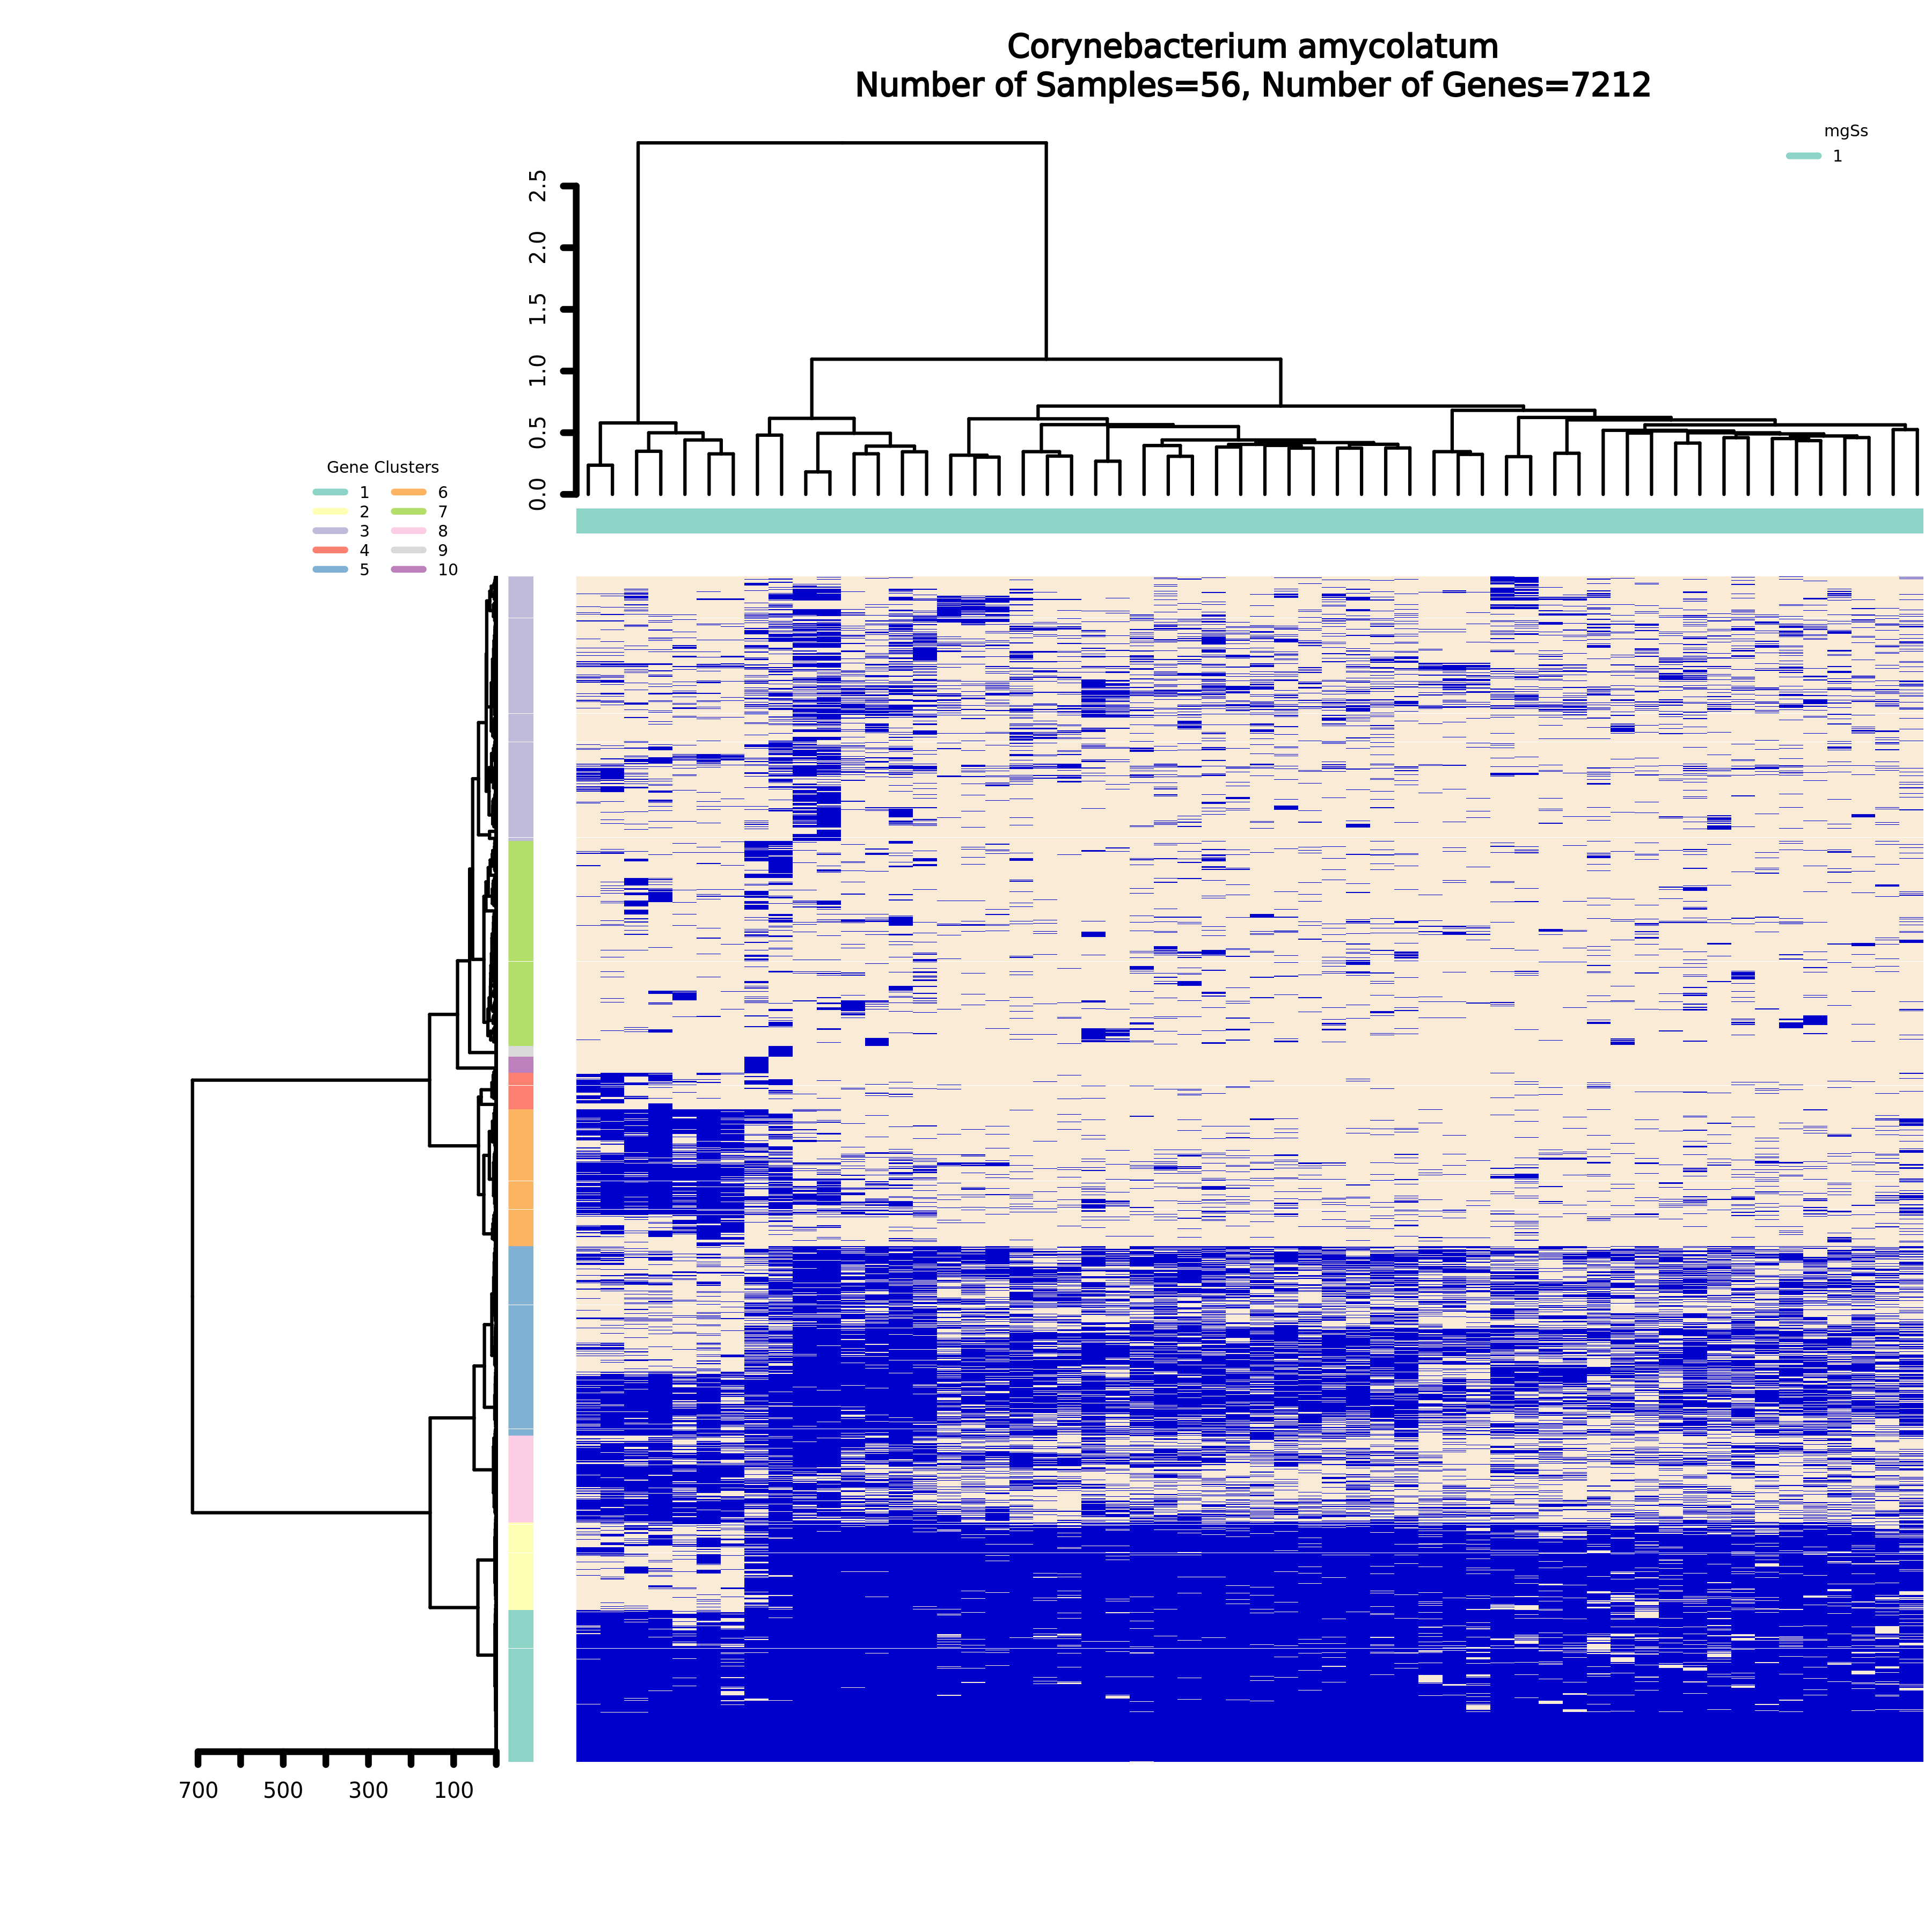 Corynebacterium amycolatum
Number of Samples=56, Number of Genes=7212
mgSs
1
2.5
2.0
1.5
1.0
0.5
0.0
Gene Clusters
1 6
2 7
3 8
4 9
5 10
700 500 300 100